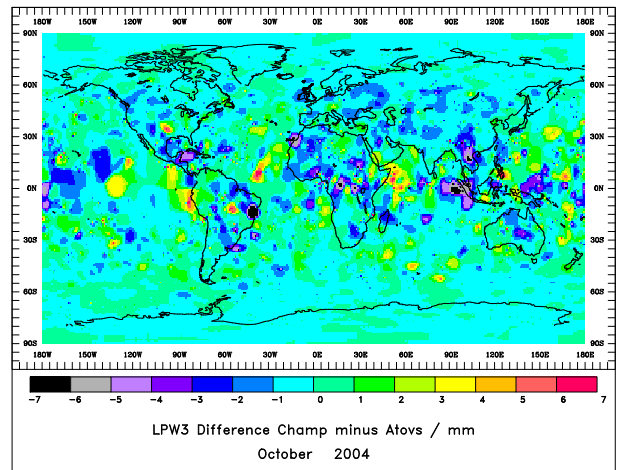 180W 150W 120W 90W 60W 30W 0E 30E 60E 90E 120E 150E 180E
90N 90N
60N 60N
30N 30N
0N 0N
30S 30S
60S 60S
90S 90S
180W 150W 120W 90W 60W 30W 0E 30E 60E 90E 120E 150E 180E
-7 -6 -5 -4 -3 -2 -1 0 1 2 3 4 5 6 7
LPW3 Difference Champ minus Atovs / mm
October 2004